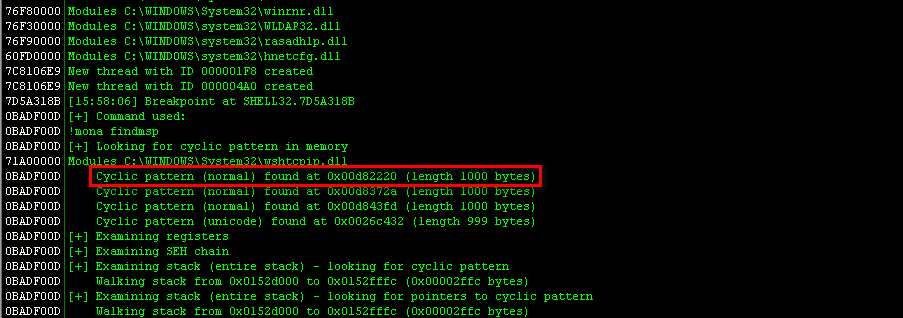 76F80000 Modules C:\WINDOWS\System32\winrnr.dll
76F30000 Modules C:\WINDOWS\system32\WLDAP32.dll
76F90000 Modules C:\WINDOWS\system32\rasadhlp.dll
60FD0000 Modules C:\WINDOWS\system32\hnetcfg.dll
7C8106E9 New thread with ID 000001F8 created
7C8106E9 New thread with ID 000004A0 created
7D5A318B [15:58:06] Breakpoint at SHELL32.7D5A318B
0BADF00D [+] Command used:
0BADF00D !mona findmsp
0BADF00D [+] Looking for cyclic pattern in memory
71A00000 Modules C:\WINDOWS\System32\wshtcpip.dll
0BADF00D Cyclic pattern (normal) found at 0x00d82220 (length 1000 bytes)
0BADF00D Cyclic pattern (normal) found at 0x00d8372a (length 1000 bytes)
0BADF00D Cyclic pattern (normal) found at 0x00d843fd (length 1000 bytes)
0BADF00D Cyclic pattern (unicode) found at 0x0026c432 (length 999 bytes)
0BADF00D [+] Examining registers
0BADF00D [+] Examining SEH chain
0BADF00D [+] Examining stack (entire stack) - looking for cyclic pattern
0BADF00D Walking stack from 0x0152d000 to 0x0152fffc (0x00002ffc bytes)
0BADF00D [+] Examining stack (entire stack) - looking for pointers to cyclic pattern
0BADF00D Walking stack from 0x0152d000 to 0x0152fffc (0x00002ffc bytes)